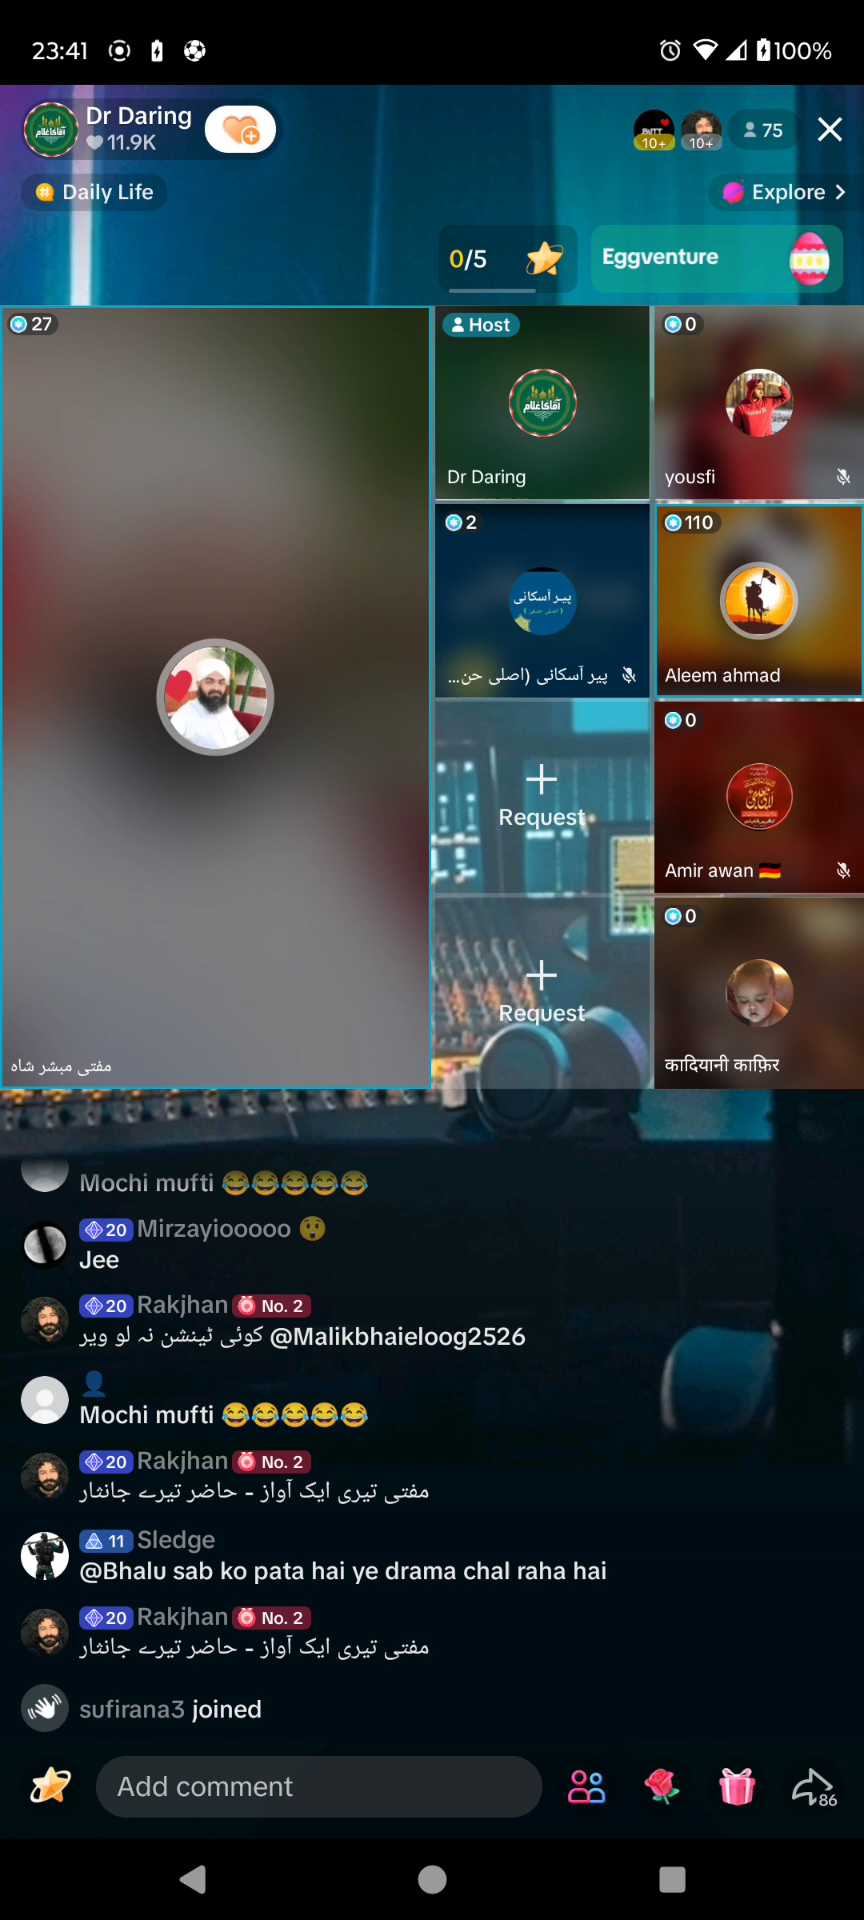 23:41
100%
Dr Daring
11.9K
10+
10+
75
Daily Life
Explore
0/5
Eggventure
27
Host
Dr Daring
0
yousfi
2
پیر آسکانی
پیر آسکانی (اصلی حن...
110
Aleem ahmad
Request
0
Amir awan 🇩🇪
Request
0
कादियानी काफ़िर
مفتی مبشر شاہ
Mochi mufti 😂😂😂😂😂
20 Mirzayiooooo 😲
Jee
20 Rakjhan No. 2
@Malikbhaieloog2526 کوئی ٹینشن نہ لو ویر
👤
Mochi mufti 😂😂😂😂😂
20 Rakjhan No. 2
مفتی تیری ایک آواز - حاضر تیرے جانثار
11 Sledge
@Bhalu sab ko pata hai ye drama chal raha hai
20 Rakjhan No. 2
مفتی تیری ایک آواز - حاضر تیرے جانثار
sufirana3 joined
Add comment
86